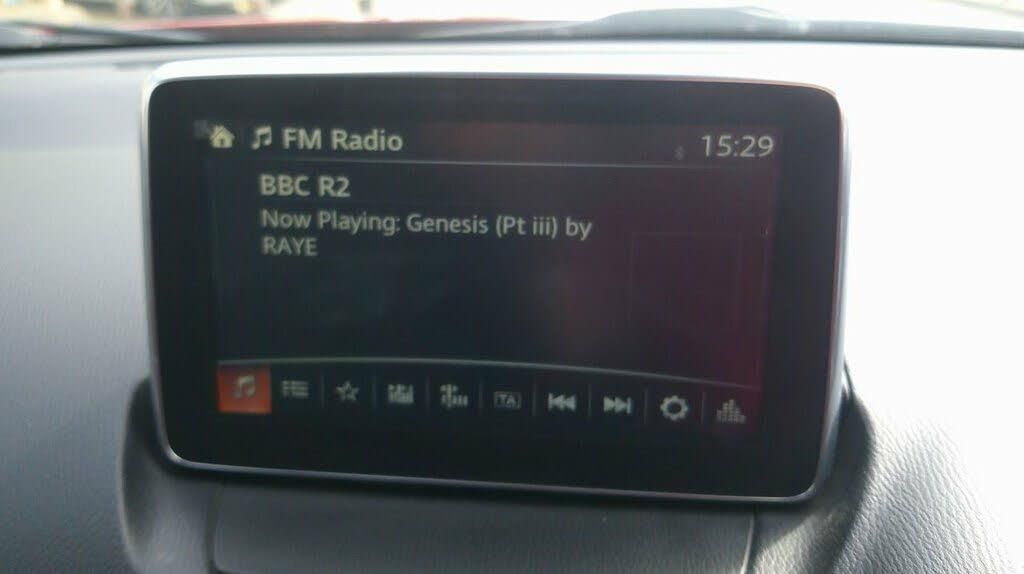 FM Radio 15:29
BBC R2
Now Playing: Genesis (Pt iii) by
RAYE
TA